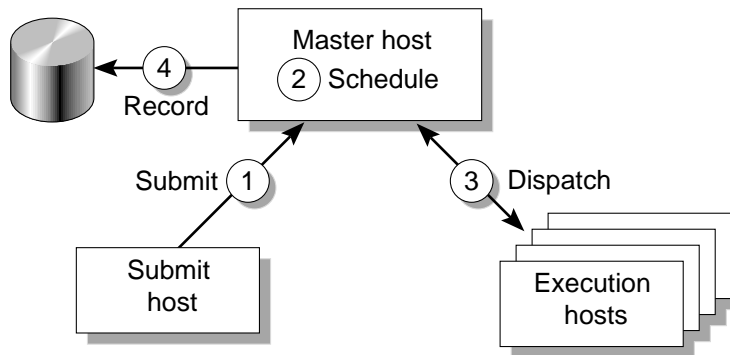 Master host
2 Schedule
4
Record
Submit 1
3 Dispatch
Submit
host
Execution
hosts